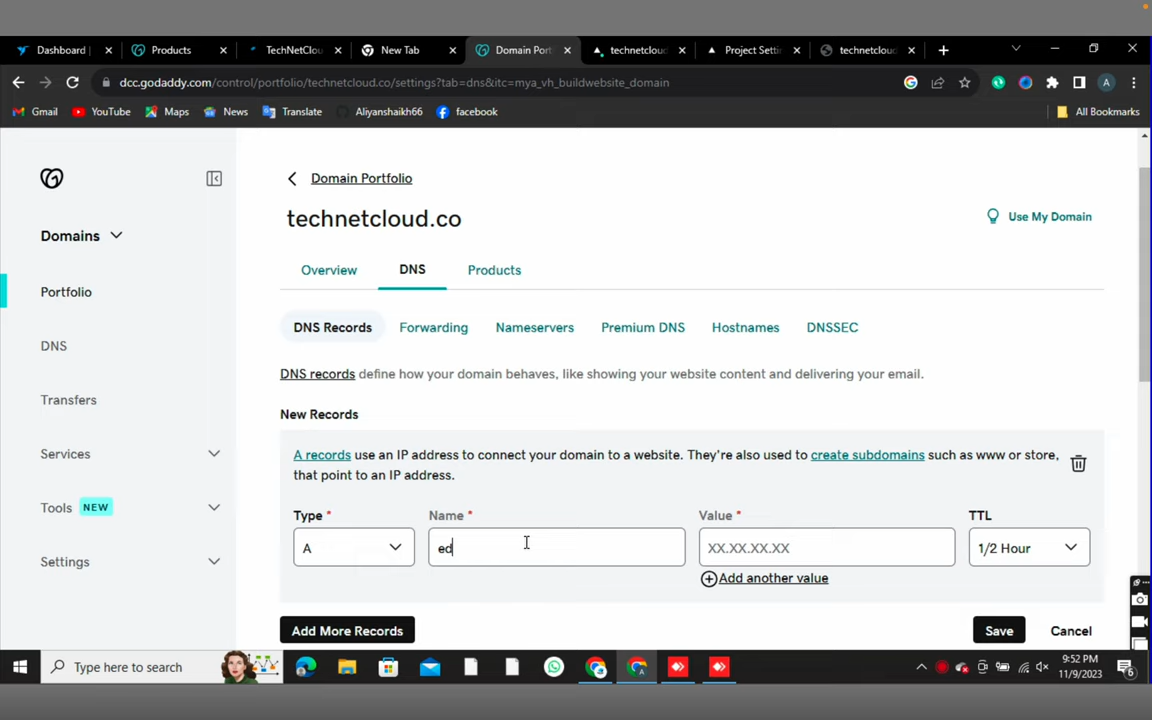 Dashboard
Products
TechNetClou
New Tab
Domain Port
technetcloud
Project Setti
technetcloud
dcc.godaddy.com/control/portfolio/technetcloud.co/settings?tab=dns&itc=mya_vh_buildwebsite_domain
A
Gmail
YouTube
Maps
News
Translate
Aliyanshaikh66
facebook
All Bookmarks
Domain Portfolio
technetcloud.co
Use My Domain
Domains
Overview
DNS
Products
Portfolio
DNS Records
Forwarding
Nameservers
Premium DNS
Hostnames
DNSSEC
DNS
DNS records define how your domain behaves, like showing your website content and delivering your email.
Transfers
New Records
Services
A records use an IP address to connect your domain to a website. They're also used to create subdomains such as www or store,
that point to an IP address.
Tools NEW
Type * Name * Value * TTL
A ed XX.XX.XX.XX 1/2 Hour
Settings
Add another value
Add More Records
Save
Cancel
Type here to search
9:52 PM
11/9/2023
6